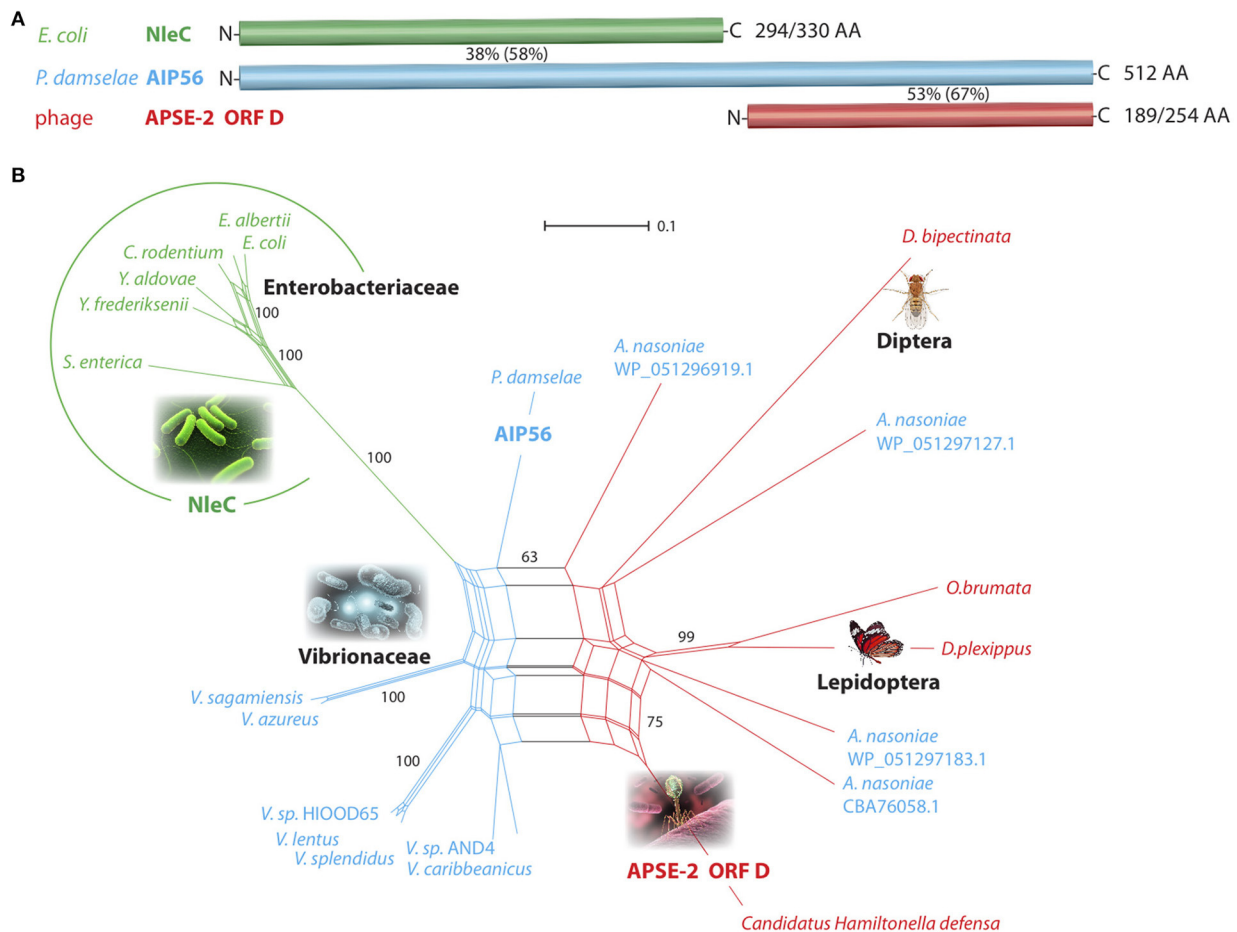 A
E. coli NleC N- -C 294/330 AA
38% (58%)
P. damselae AIP56 N- -C 512 AA
53% (67%)
phage APSE-2 ORF D N- -C 189/254 AA
B
E. albertii
E. coli
C. rodentium
Y. aldovae
Y. frederiksenii
S. enterica
Enterobacteriaceae
100
100
100
NleC
0.1
D. bipectinata
Diptera
A. nasoniae
WP_051296919.1
P. damselae
AIP56
A. nasoniae
WP_051297127.1
63
O.brumata
99
D.plexippus
Lepidoptera
Vibrionaceae
V. sagamiensis
V. azureus
100
75
A. nasoniae
WP_051297183.1
A. nasoniae
CBA76058.1
100
V. sp. HIOOD65
V. lentus
V. splendidus
V. sp. AND4
V. caribbeanicus
APSE-2 ORF D
Candidatus Hamiltonella defensa